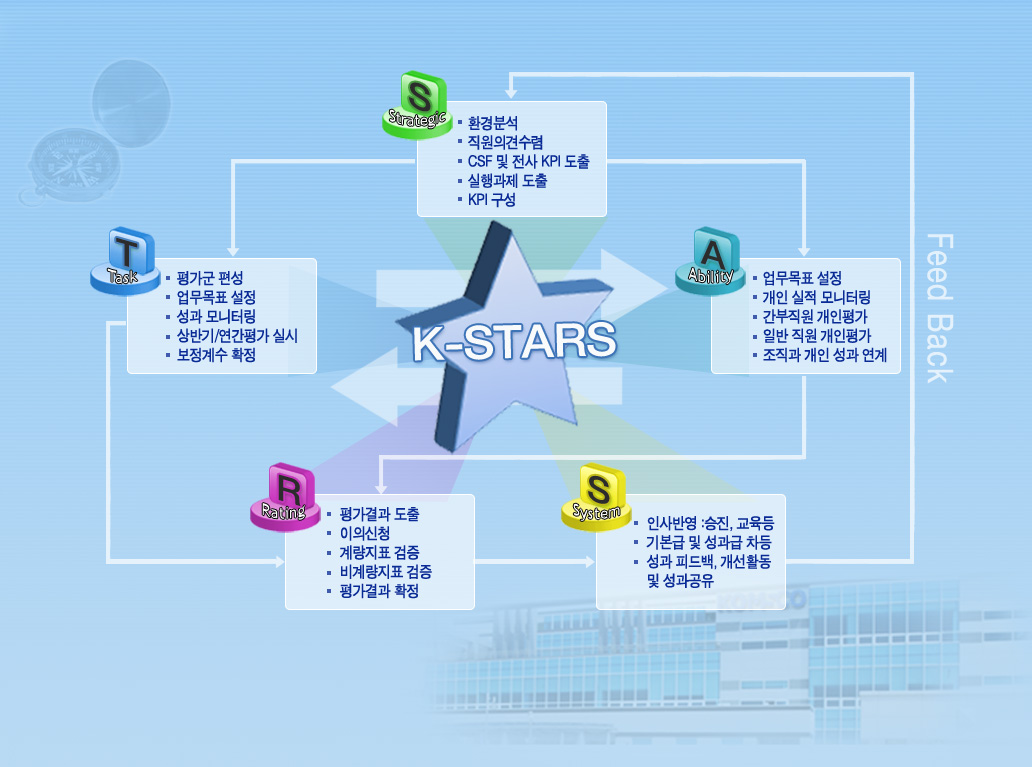 S
Strategic
환경분석
직원의견수렴
CSF 및 전사 KPI 도출
실행과제 도출
KPI 구성
T
Task
평가군 편성
업무목표 설정
성과 모니터링
상반기/연간평가 실시
보정계수 확정
K-STARS
A
Ability
업무목표 설정
개인 실적 모니터링
간부직원 개인평가
일반 직원 개인평가
조직과 개인 성과 연계
Feed Back
R
Rating
평가결과 도출
이의신청
계량지표 검증
비계량지표 검증
평가결과 확정
S
System
인사반영 :승진, 교육등
기본급 및 성과급 차등
성과 피드백, 개선활동
및 성과공유